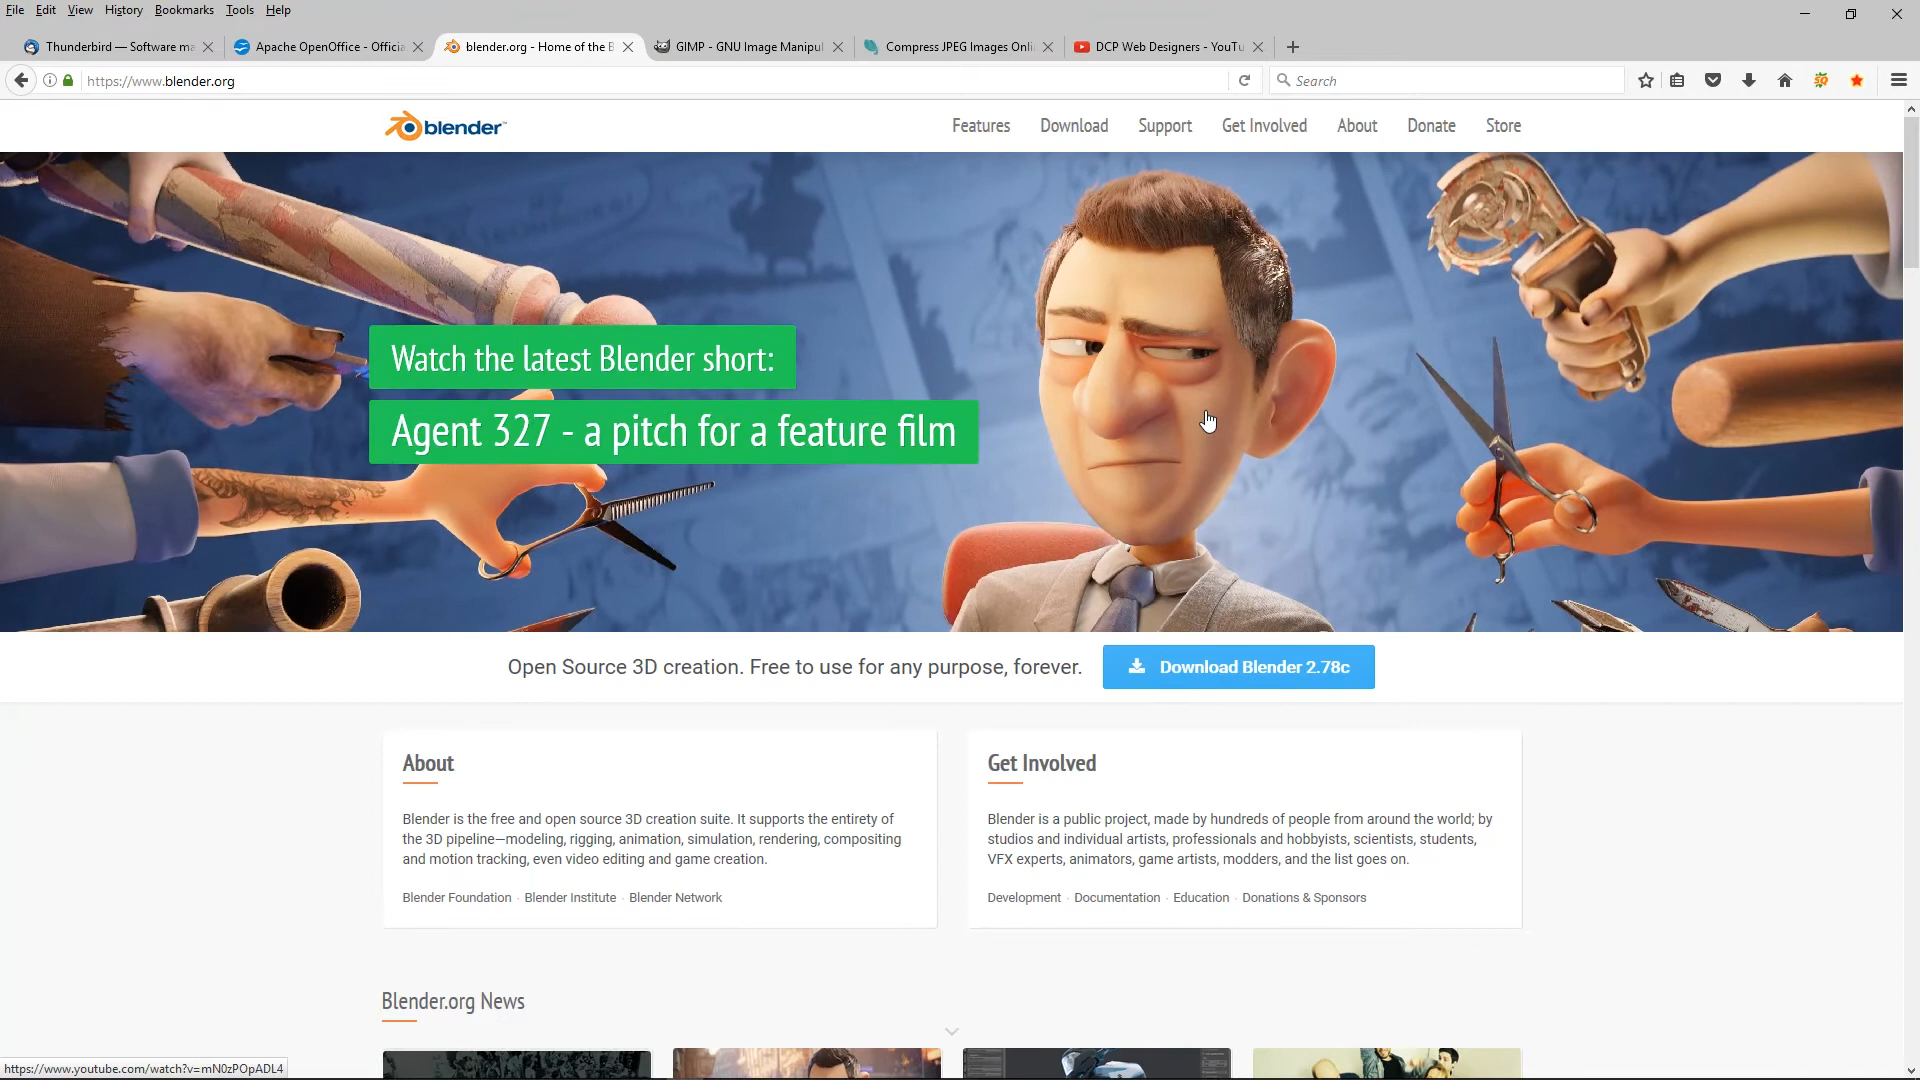 File Edit View History Bookmarks Tools Help
Thunderbird — Software ma
Apache OpenOffice - Officia
blender.org - Home of the B
GIMP - GNU Image Manipul
Compress JPEG Images Onli
DCP Web Designers - YouTu
https://www.blender.org
Search
blender™
Features Download Support Get Involved About Donate Store
Watch the latest Blender short:
Agent 327 - a pitch for a feature film
Open Source 3D creation. Free to use for any purpose, forever.
Download Blender 2.78c
About
Blender is the free and open source 3D creation suite. It supports the entirety of
the 3D pipeline—modeling, rigging, animation, simulation, rendering, compositing
and motion tracking, even video editing and game creation.
Blender Foundation · Blender Institute · Blender Network
Get Involved
Blender is a public project, made by hundreds of people from around the world; by
studios and individual artists, professionals and hobbyists, scientists, students,
VFX experts, animators, game artists, modders, and the list goes on.
Development · Documentation · Education · Donations & Sponsors
Blender.org News
https://www.youtube.com/watch?v=mN0zPOpADL4